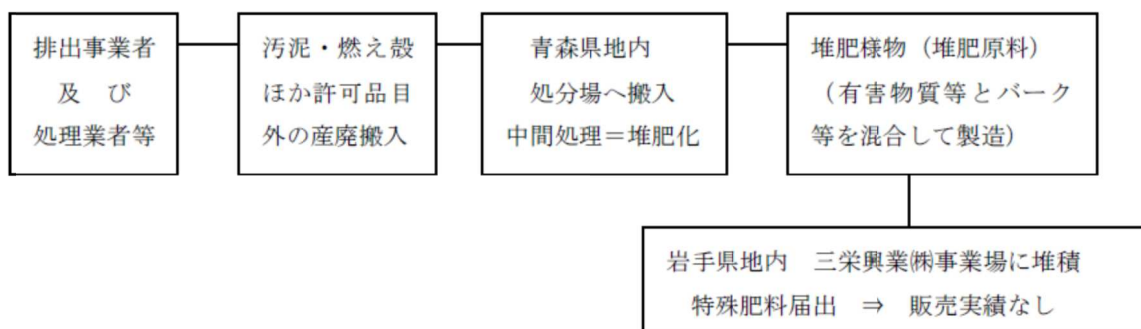 排出事業者
及び
処理業者等
汚泥・燃え殻
ほか許可品目
外の産廃搬入
青森県地内
処分場へ搬入
中間処理＝堆肥化
堆肥様物（堆肥原料）
（有害物質等とバーク
等を混合して製造）
岩手県地内　三栄興業㈱事業場に堆積
特殊肥料届出　⇒　販売実績なし